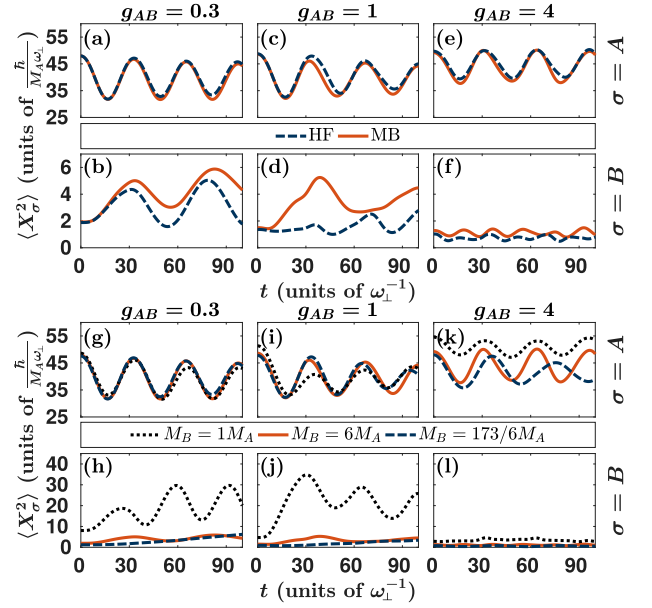 g_AB = 0.3 g_AB = 1 g_AB = 4
55 (a) (c) (e)
45
35
25
σ = A
HF MB
⟨X²_σ⟩ (units of ħ/(M_A ω_⊥))
6 (b) (d) (f)
4
2
0
σ = B
0 30 60 90 0 30 60 90 0 30 60 90
t (units of ω_⊥⁻¹)
g_AB = 0.3 g_AB = 1 g_AB = 4
55 (g) (i) (k)
45
35
25
σ = A
M_B = 1M_A M_B = 6M_A M_B = 173/6M_A
⟨X²_σ⟩ (units of ħ/(M_A ω_⊥))
40 (h) (j) (l)
30
20
10
0
σ = B
0 30 60 90 0 30 60 90 0 30 60 90
t (units of ω_⊥⁻¹)